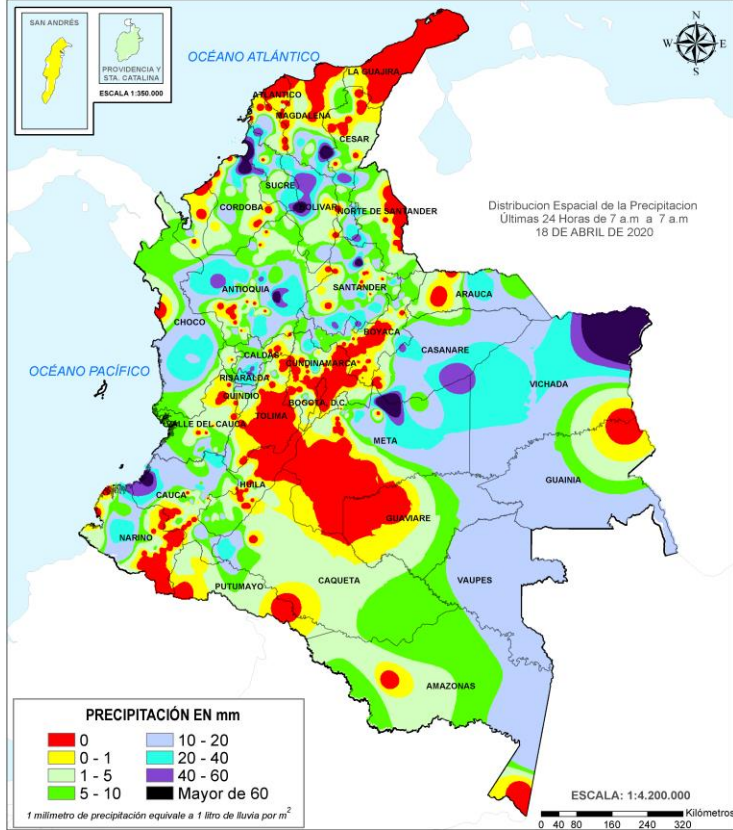 SAN ANDRÉS
PROVIDENCIA Y
STA. CATALINA
ESCALA 1:350.000
OCÉANO ATLÁNTICO
N
W
E
S
LA GUAJIRA
ATLANTICO
MAGDALENA
CESAR
SUCRE
CORDOBA
BOLIVAR
NORTE DE SANTANDER
Distribucion Espacial de la Precipitacion
Últimas 24 Horas de 7 a.m a 7 a.m
18 DE ABRIL DE 2020
ANTIOQUIA
SANTANDER
ARAUCA
CHOCO
BOYACA
CASANARE
CALDAS
CUNDINAMARCA
OCÉANO PACÍFICO
RISARALDA
VICHADA
QUINDIO
BOGOTA, D.C.
TOLIMA
VALLE DEL CAUCA
META
GUAINIA
HUILA
CAUCA
GUAVIARE
NARIÑO
VAUPES
CAQUETA
PUTUMAYO
AMAZONAS
PRECIPITACIÓN EN mm
0
10 - 20
0 - 1
20 - 40
1 - 5
40 - 60
5 - 10
Mayor de 60
1 milimetro de precipitación equivale a 1 litro de lluvia por m2
ESCALA: 1:4.200.000
Kilómetros
0 40 80 160 240 320